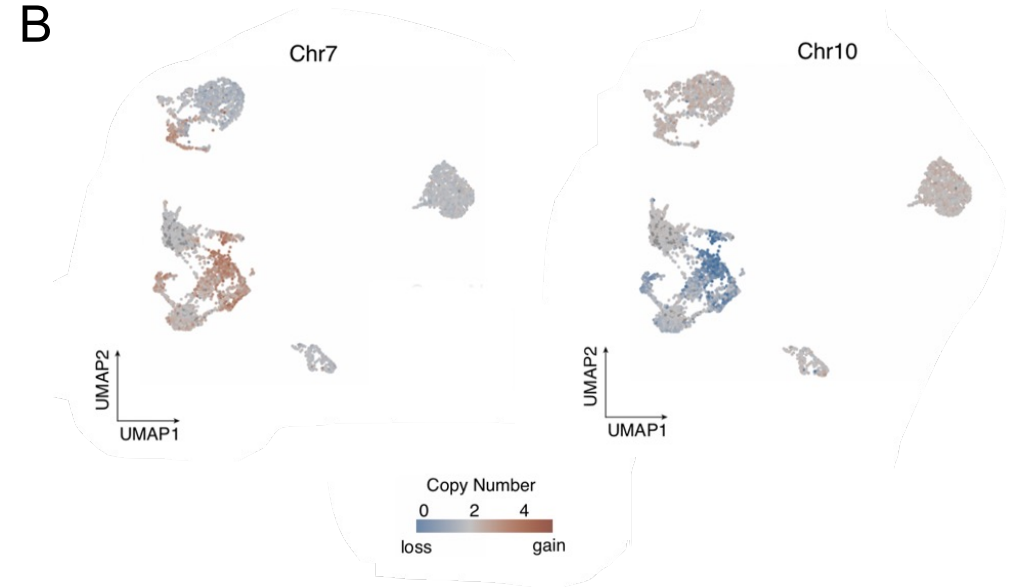 B
Chr7
Chr10
UMAP2
UMAP1
UMAP2
UMAP1
Copy Number
0 2 4
loss gain